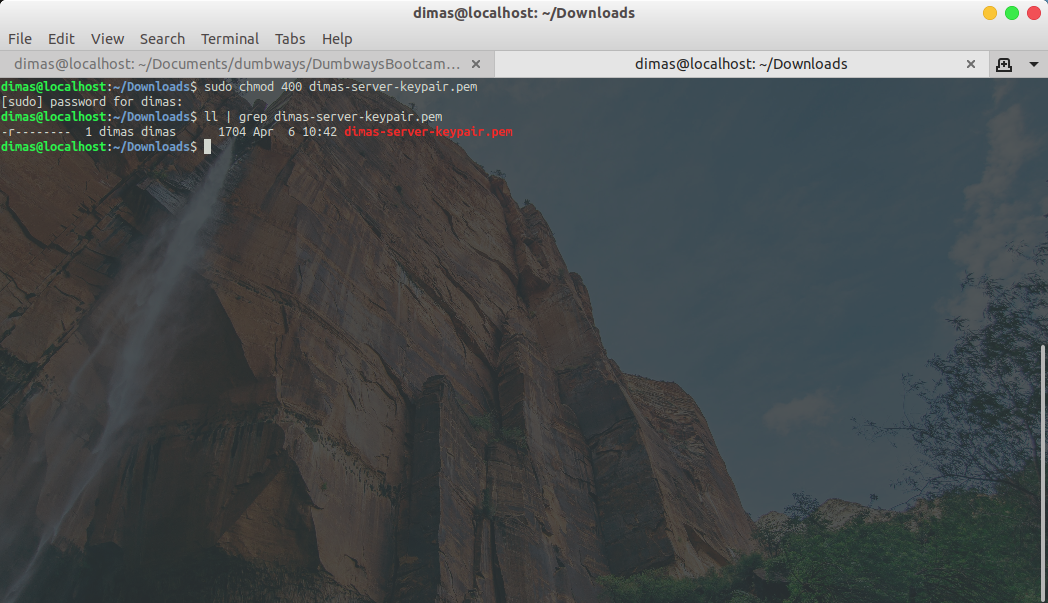 dimas@localhost: ~/Downloads
File Edit View Search Terminal Tabs Help
dimas@localhost: ~/Documents/dumbways/DumbwaysBootcam… × dimas@localhost: ~/Downloads ×
dimas@localhost:~/Downloads$ sudo chmod 400 dimas-server-keypair.pem
[sudo] password for dimas:
dimas@localhost:~/Downloads$ ll | grep dimas-server-keypair.pem
-r-------- 1 dimas dimas 1704 Apr 6 10:42 dimas-server-keypair.pem
dimas@localhost:~/Downloads$